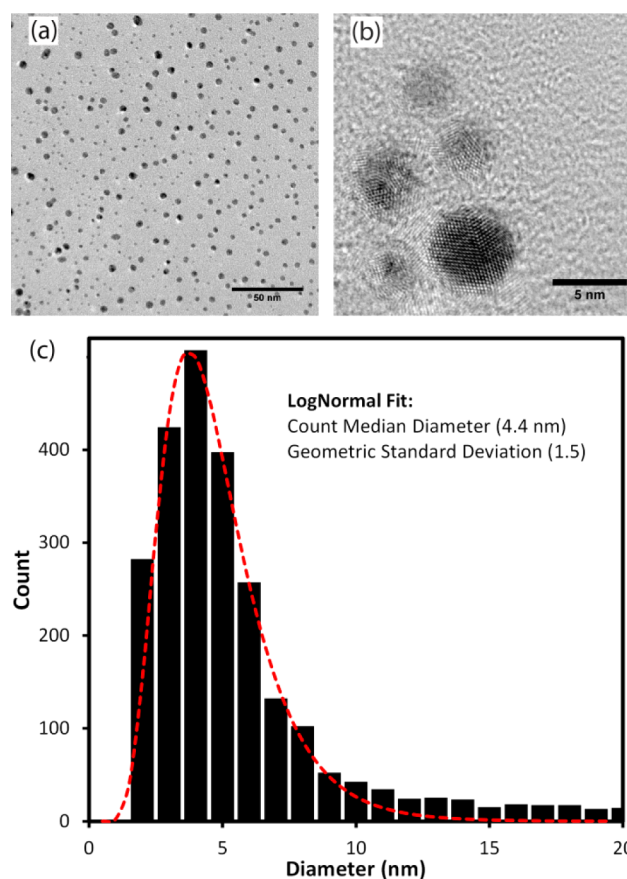 (a)
50 nm
(b)
5 nm
(c)
LogNormal Fit:
Count Median Diameter (4.4 nm)
Geometric Standard Deviation (1.5)
Count
400
300
200
100
0
0
5
10
15
20
Diameter (nm)